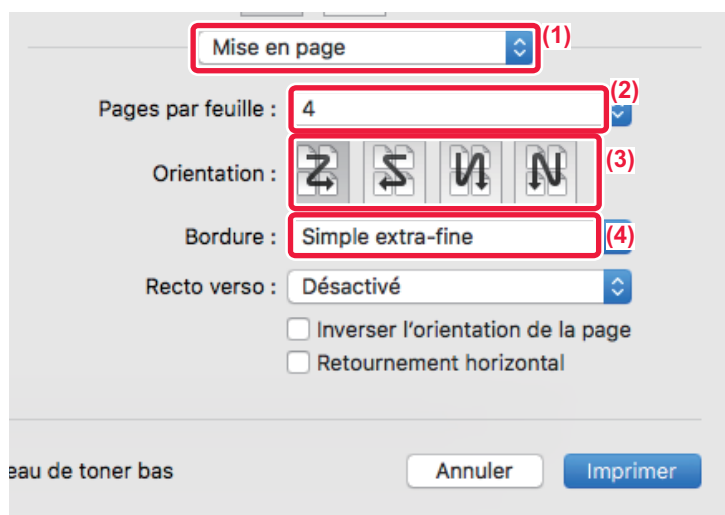 Mise en page (1)
Pages par feuille : 4 (2)
Orientation : (3)
Bordure : Simple extra-fine (4)
Recto verso : Désactivé
Inverser l'orientation de la page
Retournement horizontal
eau de toner bas Annuler Imprimer